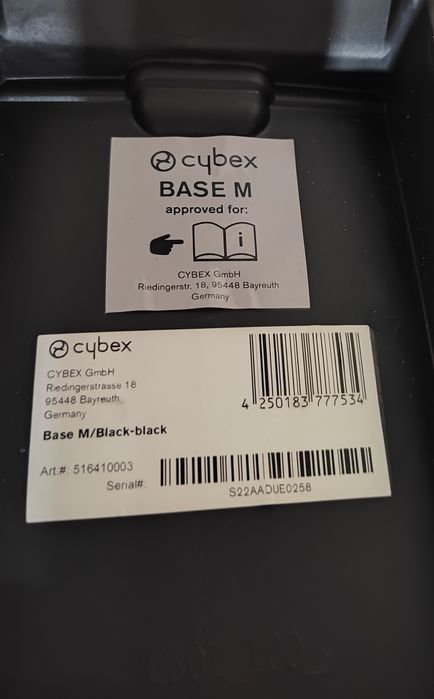 cybex
BASE M
approved for:
i
CYBEX GmbH
Riedingerstr. 18, 95448 Bayreuth
Germany
cybex
CYBEX GmbH
Riedingerstrasse 18
95448 Bayreuth
Germany
4 250183 777534
Base M/Black-black
Art.#: 516410003
Serial#:
S22AADUE0258